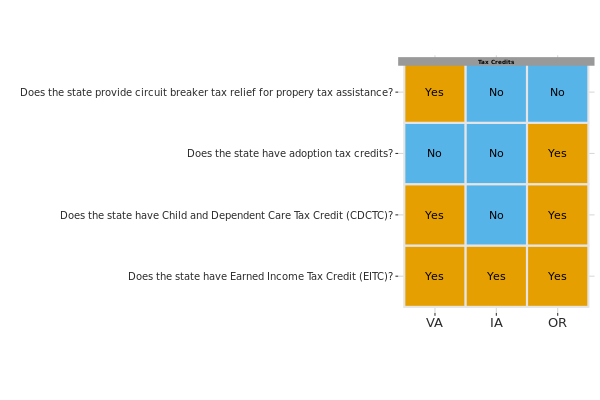 Tax Credits
Does the state provide circuit breaker tax relief for propery tax assistance? Yes No No
Does the state have adoption tax credits? No No Yes
Does the state have Child and Dependent Care Tax Credit (CDCTC)? Yes No Yes
Does the state have Earned Income Tax Credit (EITC)? Yes Yes Yes
VA IA OR